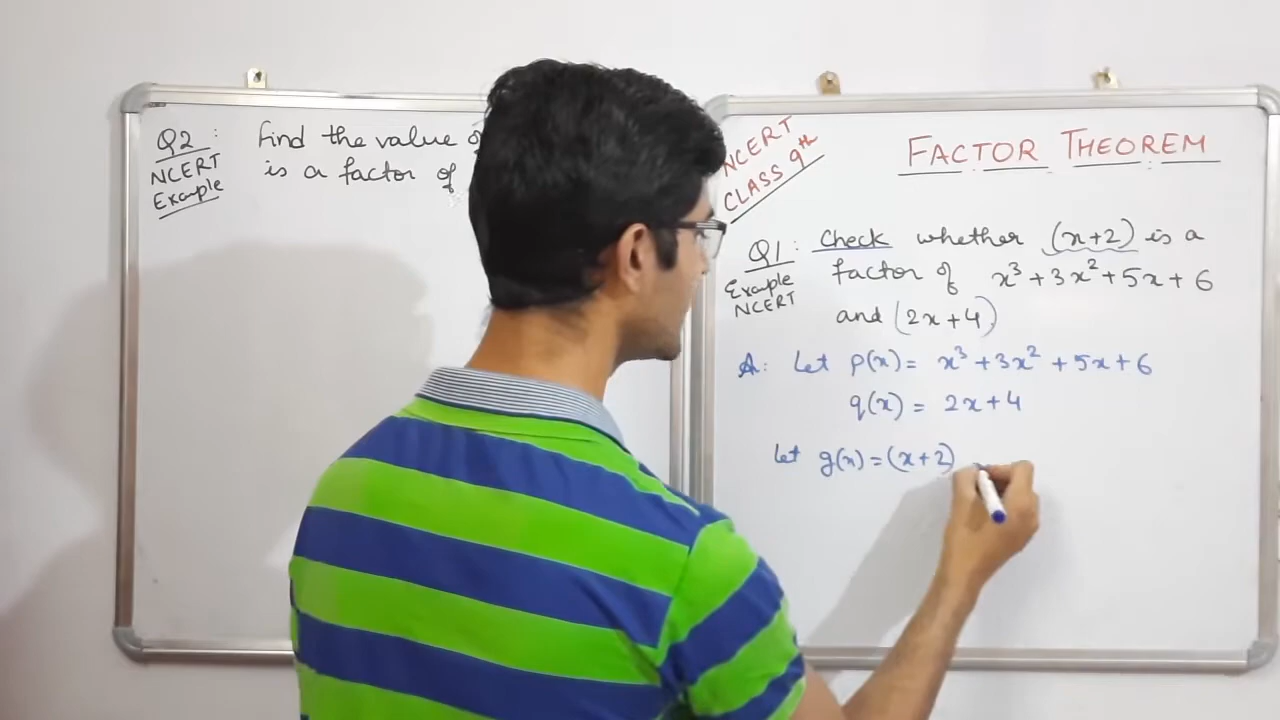 Q2 : Find the value
NCERT is a factor of
Example
NCERT
CLASS 9th
FACTOR THEOREM
Q1 : Check whether (x+2) is a
Example factor of x³+3x²+5x+6
NCERT and (2x+4)
A: Let p(x) = x³+3x²+5x+6
q(x) = 2x+4
Let g(x) = (x+2)